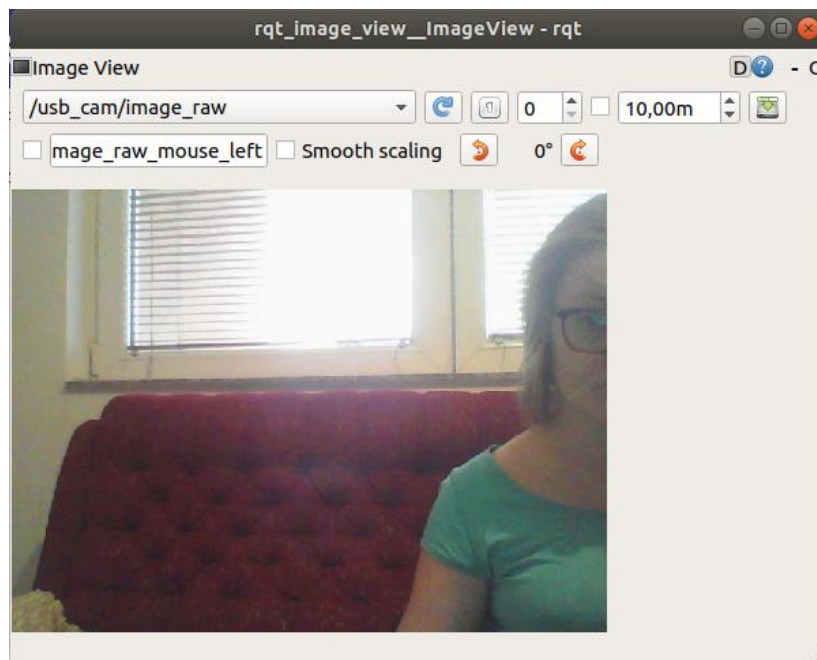 rqt_image_view__ImageView - rqt
Image View D - C
/usb_cam/image_raw 0 10,00m
mage_raw_mouse_left Smooth scaling 0°